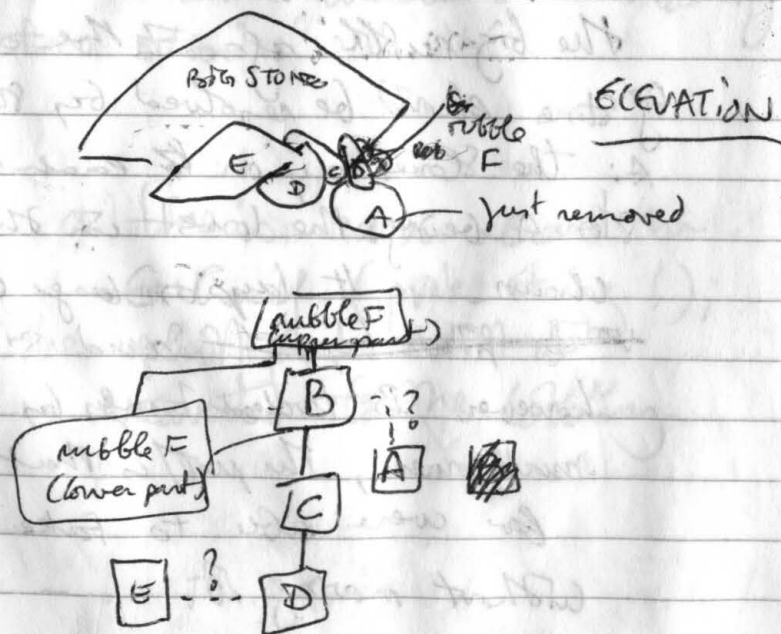 BIG STONE
ELEVATION
rubble
F
E
D
C
A
Just removed
rubble F
(upper part)
B
?
rubble F
(lower part)
A
C
?
E
D